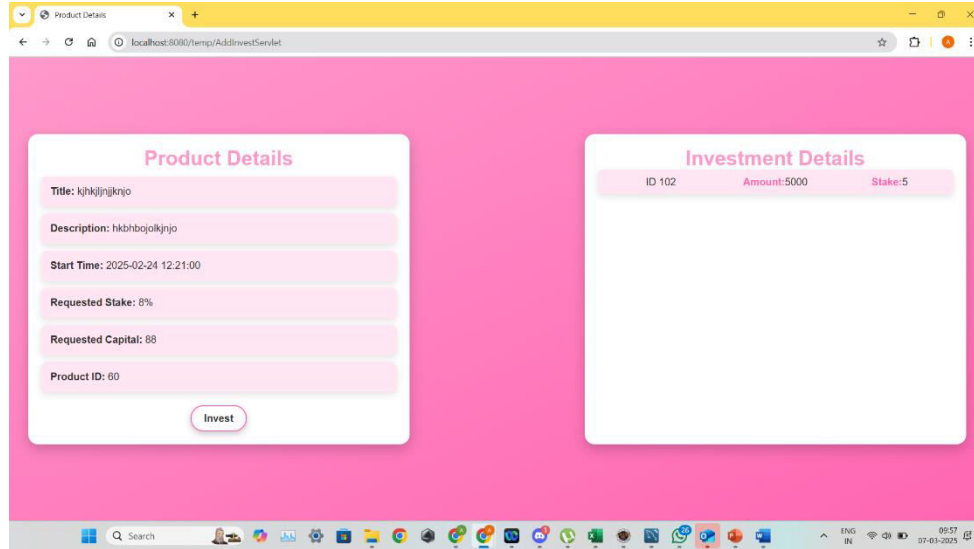 Product Details
localhost:8080/temp/AddInvestServlet
Product Details
Title: kjhkjljnjjknjo
Description: hkbhbojolkjnjo
Start Time: 2025-02-24 12:21:00
Requested Stake: 8%
Requested Capital: 88
Product ID: 60
Invest
Investment Details
ID 102 Amount:5000 Stake:5
Search
ENG
IN
09:57
07-03-2025